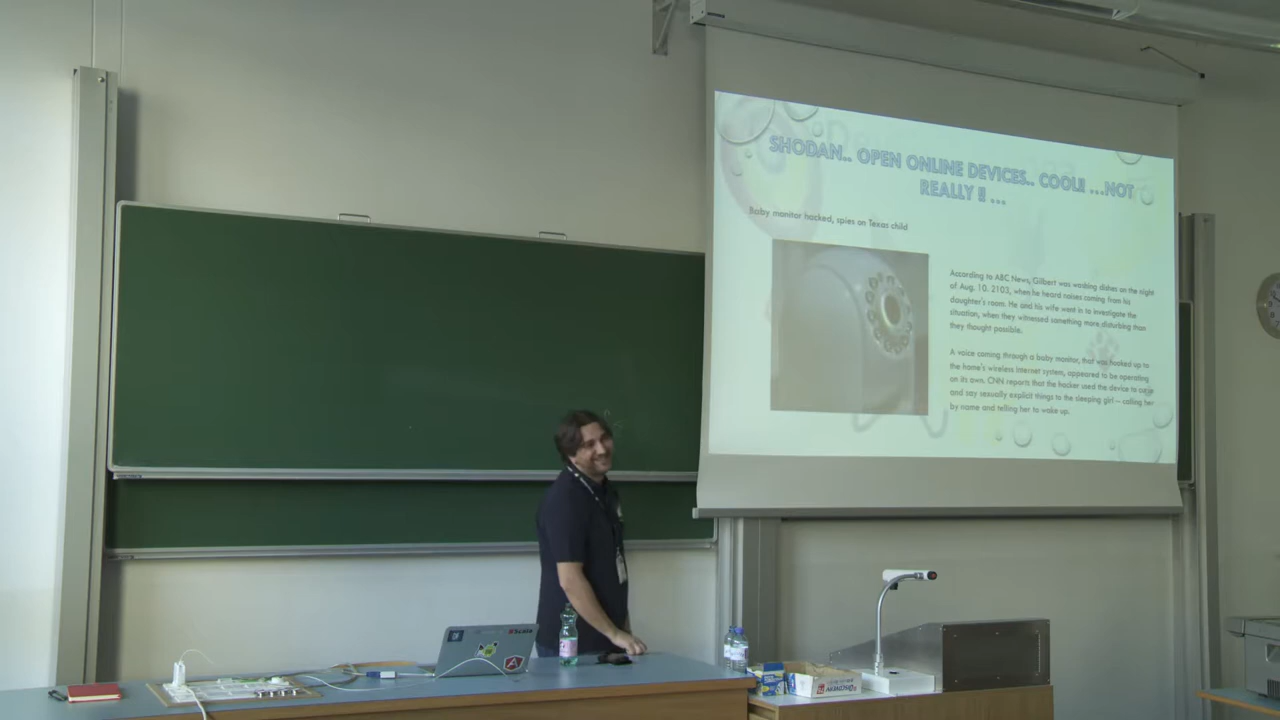 SHODAN.. OPEN ONLINE DEVICES.. COOL!! ...NOT
REALLY !! ...
Baby monitor hacked, spies on Texas child
According to ABC News, Gilbert was washing dishes on the night
of Aug. 10. 2103, when he heard noises coming from his
daughter's room. He and his wife went in to investigate the
situation, when they witnessed something more disturbing than
they thought possible.
A voice coming through a baby monitor, that was hooked up to
the home's wireless internet system, appeared to be operating
on its own. CNN reports that the hacker used the device to curse
and say sexually explicit things to the sleeping girl – calling her
by name and telling her to wake up.
Scala